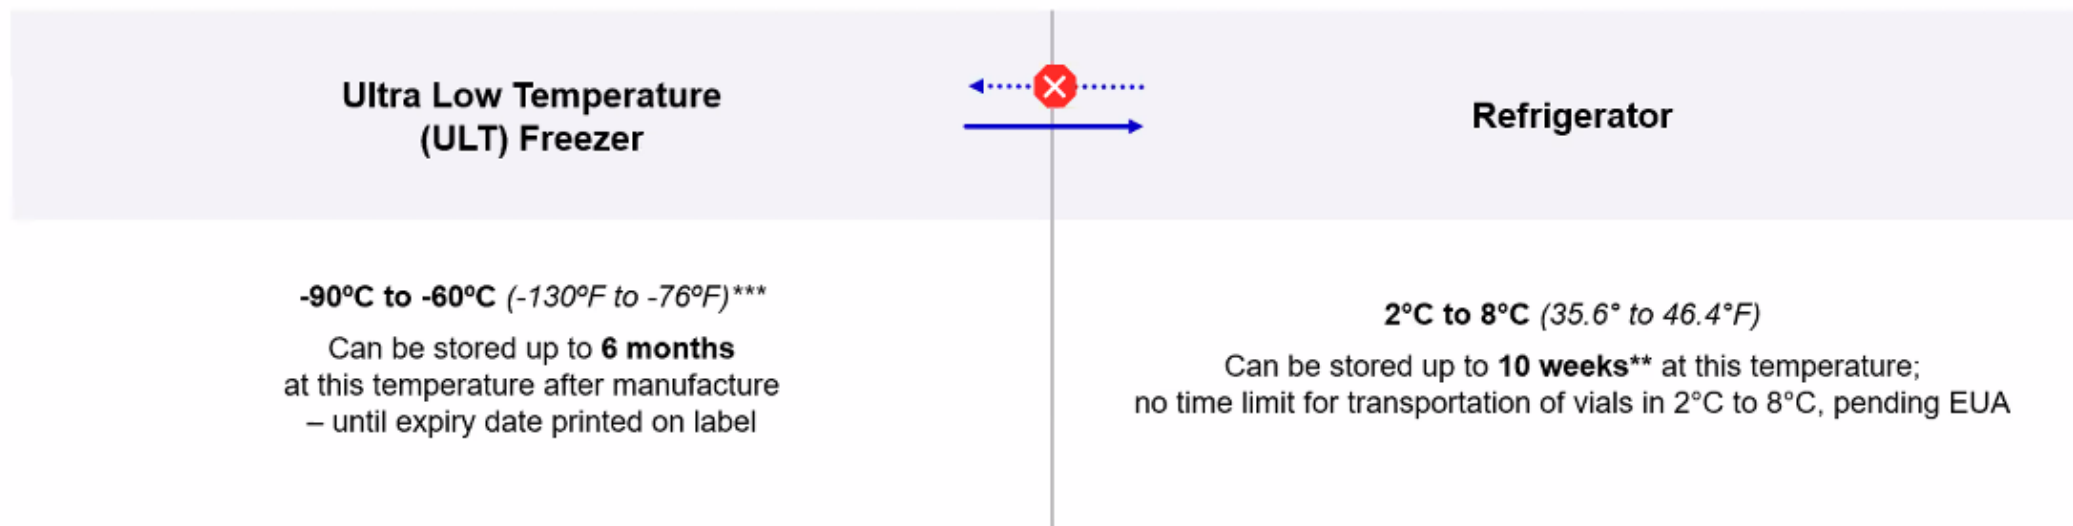 Ultra Low Temperature
(ULT) Freezer
Refrigerator
-90ºC to -60ºC (-130ºF to -76ºF)***
Can be stored up to 6 months
at this temperature after manufacture
– until expiry date printed on label
2°C to 8°C (35.6° to 46.4°F)
Can be stored up to 10 weeks** at this temperature;
no time limit for transportation of vials in 2°C to 8°C, pending EUA